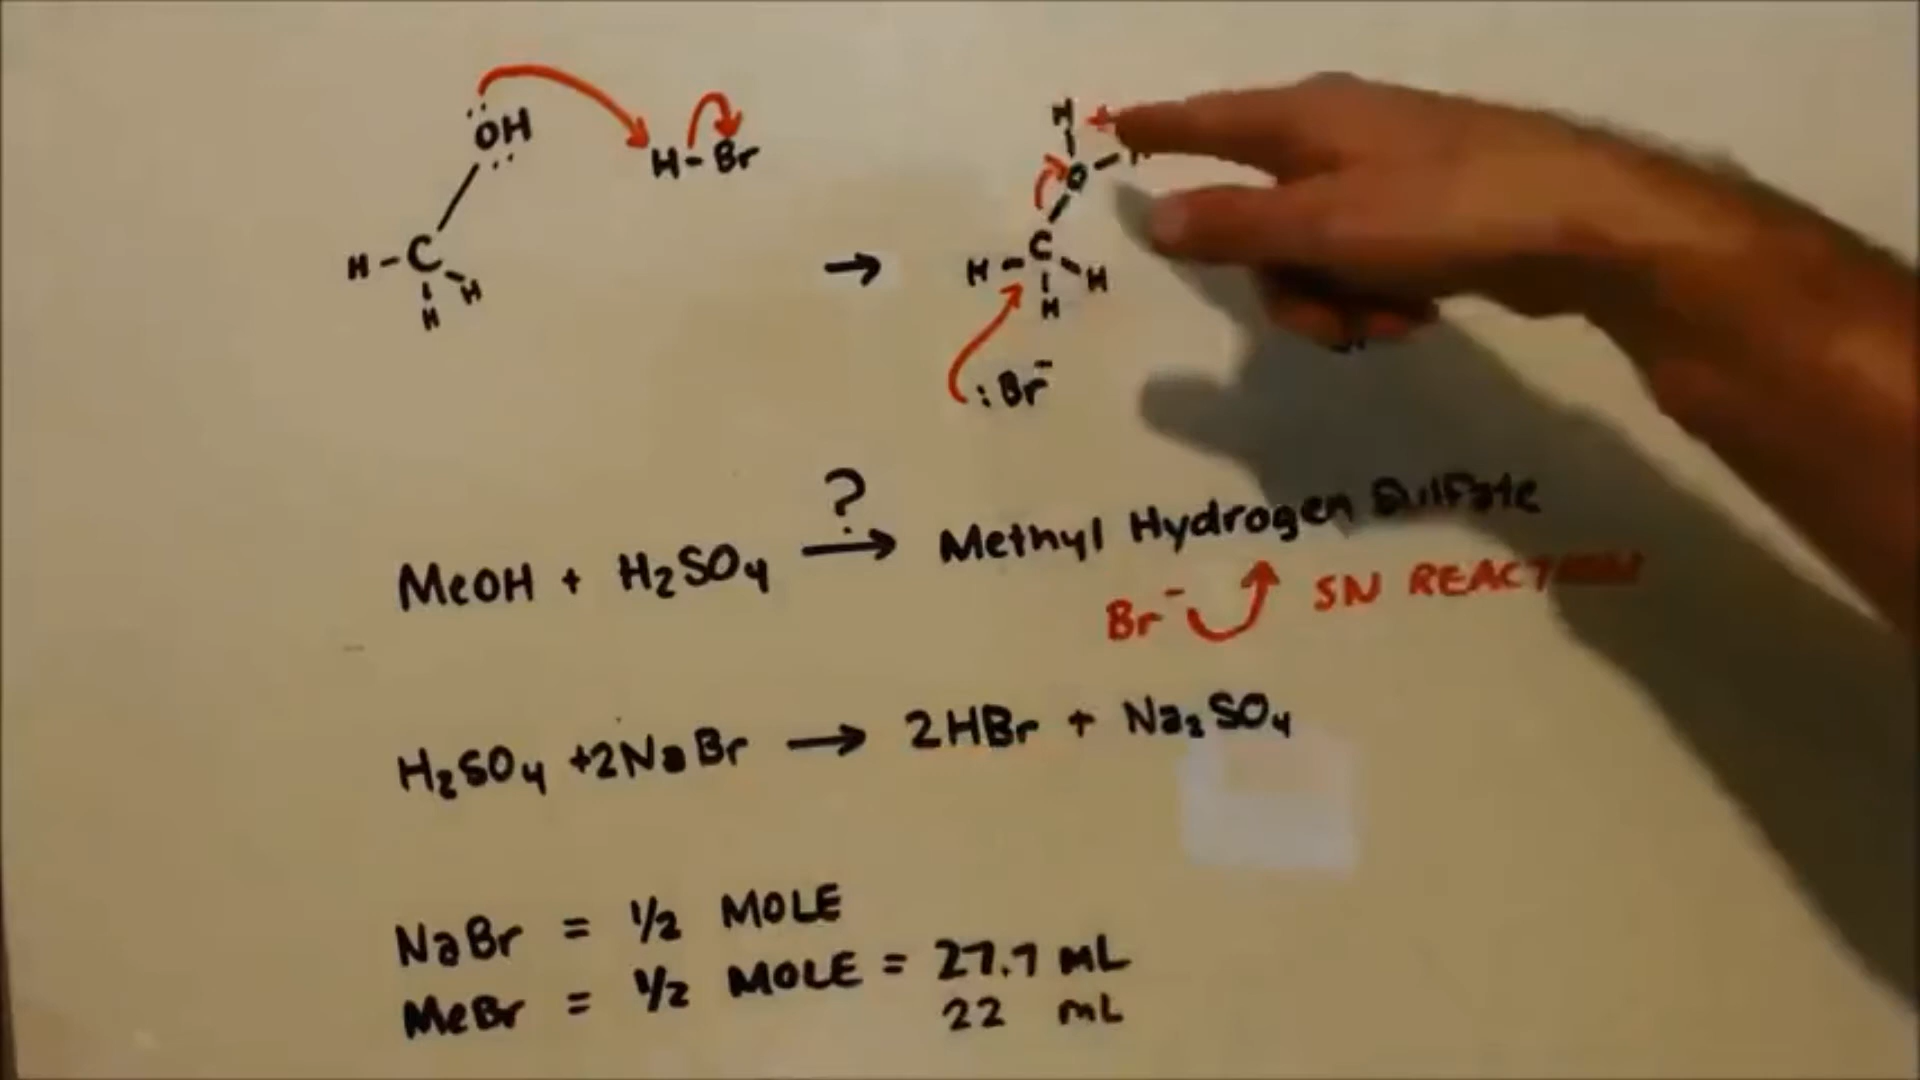 OH
H-Br
H-C
H
H
→
H +
O-
H-C-H
H
:Br⁻
?
MeOH + H₂SO₄ → Methyl Hydrogen Sulfate
Br⁻ SN REACTION
H₂SO₄ +2NaBr → 2HBr + Na₂SO₄
NaBr = ½ MOLE
MeBr = ½ MOLE = 27.7 mL
22 mL